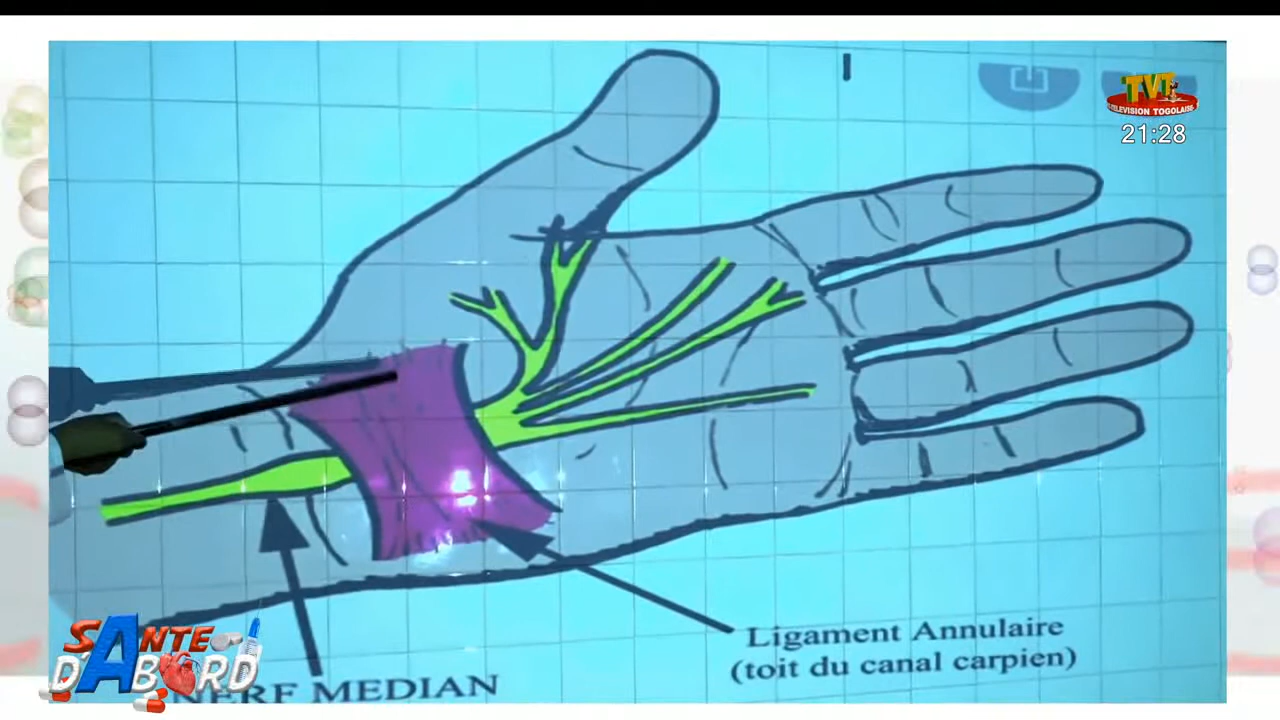 TVT
TELEVISION TOGOLAISE
21:28
Ligament Annulaire
(toit du canal carpien)
NERF MEDIAN
SANTE
D'ABORD